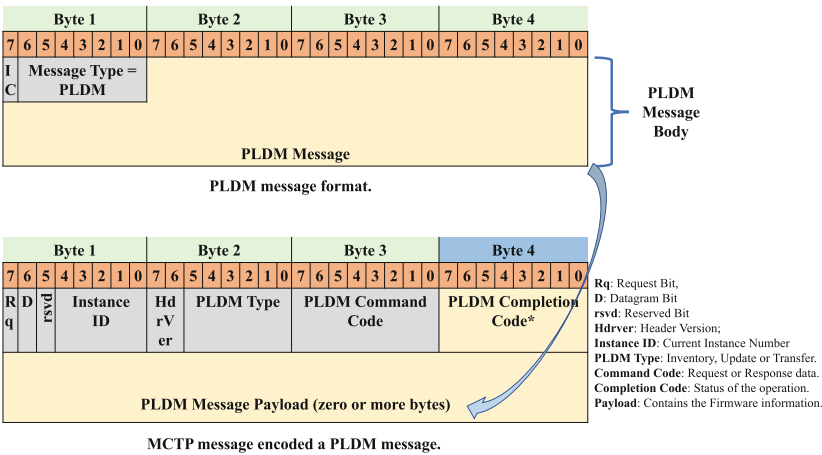 Byte 1 Byte 2 Byte 3 Byte 4
7 6 5 4 3 2 1 0 7 6 5 4 3 2 1 0 7 6 5 4 3 2 1 0 7 6 5 4 3 2 1 0
I
C
Message Type =
PLDM
PLDM Message
PLDM
Message
Body
PLDM message format.
Byte 1 Byte 2 Byte 3 Byte 4
7 6 5 4 3 2 1 0 7 6 5 4 3 2 1 0 7 6 5 4 3 2 1 0 7 6 5 4 3 2 1 0
R
q
D
rsvd
Instance
ID
Hd
rV
er
PLDM Type
PLDM Command
Code
PLDM Completion
Code*
PLDM Message Payload (zero or more bytes)
MCTP message encoded a PLDM message.
Rq: Request Bit,
D: Datagram Bit
rsvd: Reserved Bit
Hdrver: Header Version;
Instance ID: Current Instance Number
PLDM Type: Inventory, Update or Transfer.
Command Code: Request or Response data.
Completion Code: Status of the operation.
Payload: Contains the Firmware information.